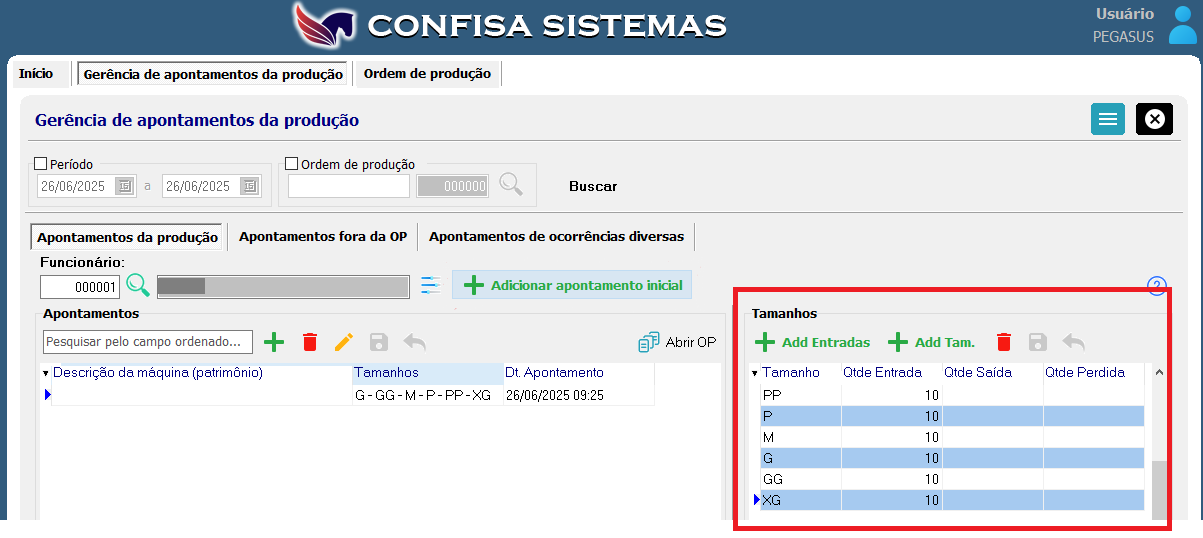 CONFISA SISTEMAS
Usuário
PEGASUS
Início
Gerência de apontamentos da produção
Ordem de produção
Gerência de apontamentos da produção
Período
Ordem de produção
26/06/2025 15 a 26/06/2025 15
000000
Buscar
Apontamentos da produção
Apontamentos fora da OP
Apontamentos de ocorrências diversas
Funcionário:
000001
Adicionar apontamento inicial
?
Apontamentos
Pesquisar pelo campo ordenado...
Abrir OP
Descrição da máquina (patrimônio) Tamanhos Dt. Apontamento
G - GG - M - P - PP - XG 26/06/2025 09:25
Tamanhos
Add Entradas Add Tam.
Tamanho Qtde Entrada Qtde Saída Qtde Perdida
PP 10
P 10
M 10
G 10
GG 10
XG 10